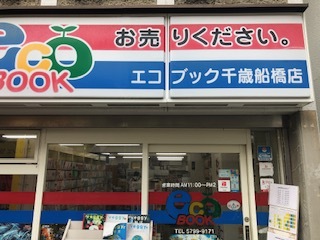 eco
BOOK
お売りください。
エコブック千歳船橋店
営業時間 AM11:00〜PM
eco
BOOK
TEL 5799-9171